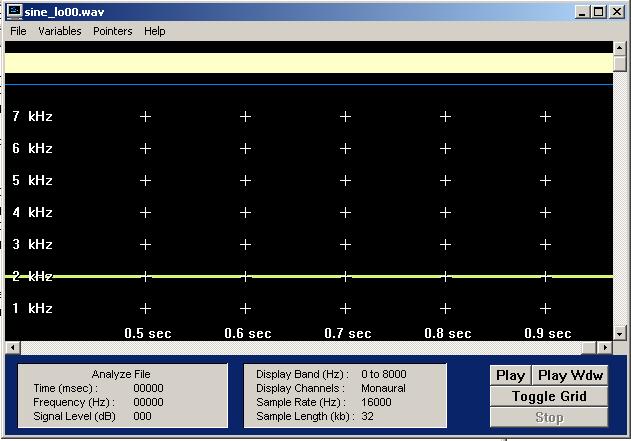 sine_lo00.wav
File Variables Pointers Help
7 kHz
6 kHz
5 kHz
4 kHz
3 kHz
2 kHz
1 kHz
0.5 sec 0.6 sec 0.7 sec 0.8 sec 0.9 sec
Analyze File
Time (msec) : 00000
Frequency (Hz) : 00000
Signal Level (dB) 000
Display Band (Hz) : 0 to 8000
Display Channels : Monaural
Sample Rate (Hz) : 16000
Sample Length (kb) : 32
Play Play Wdw
Toggle Grid
Stop